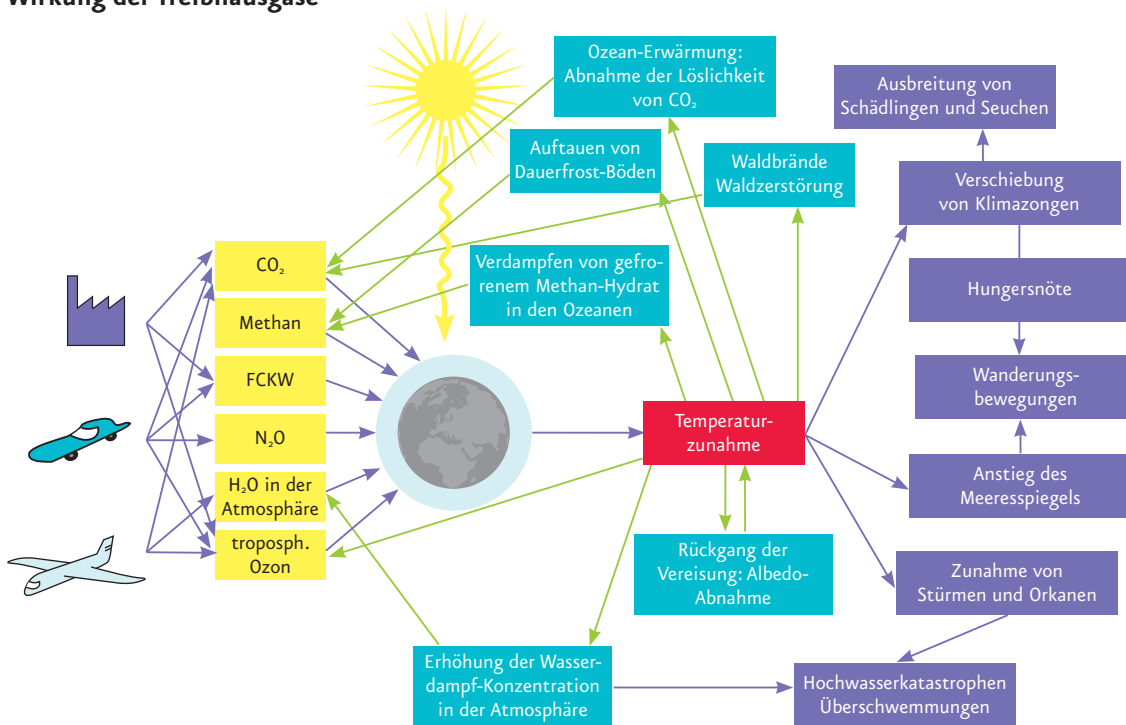 Wirkung der Treibhausgase
Ozean-Erwärmung:
Abnahme der Löslichkeit
von CO₂
Ausbreitung von
Schädlingen und Seuchen
Auftauen von
Dauerfrost-Böden
Waldbrände
Waldzerstörung
Verschiebung
von Klimazongen
CO₂
Verdampfen von gefro-
renem Methan-Hydrat
in den Ozeanen
Hungersnöte
Methan
FCKW
Wanderungs-
bewegungen
N₂O
Temperatur-
zunahme
H₂O in der
Atmosphäre
Anstieg des
Meeresspiegels
troposph.
Ozon
Rückgang der
Vereisung: Albedo-
Abnahme
Zunahme von
Stürmen und Orkanen
Erhöhung der Wasser-
dampf-Konzentration
in der Atmosphäre
Hochwasserkatastrophen
Überschwemmungen